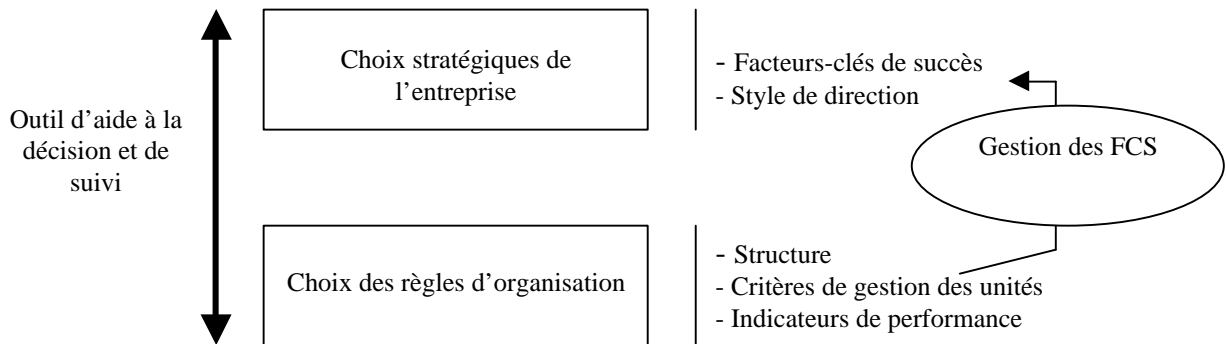 Outil d’aide à la
décision et de
suivi
Choix stratégiques de
l’entreprise
- Facteurs-clés de succès
- Style de direction
Gestion des FCS
Choix des règles d’organisation
- Structure
- Critères de gestion des unités
- Indicateurs de performance